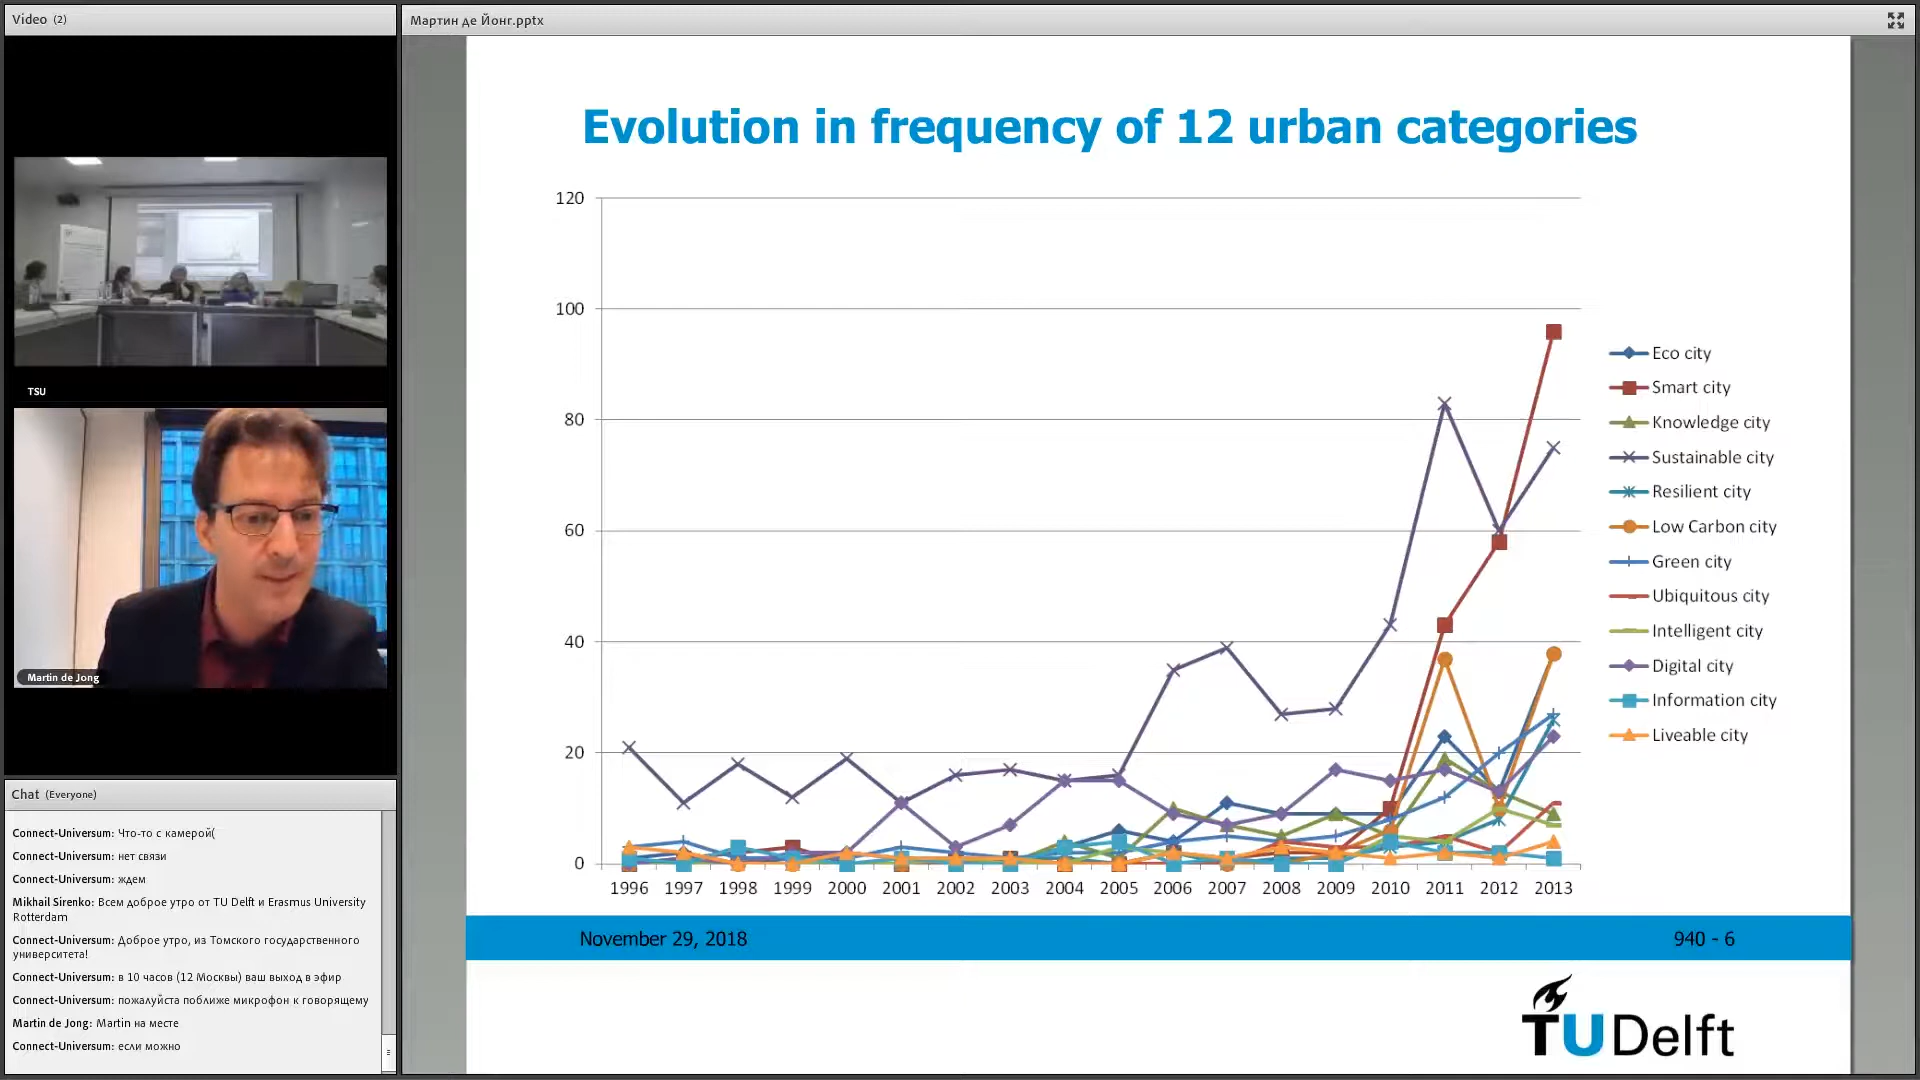 Video (2)
TSU
Martin de Jong
Chat (Everyone)
Connect-Universum: Что-то с камерой(
Connect-Universum: нет связи
Connect-Universum: ждем
Mikhail Sirenko: Всем доброе утро от TU Delft и Erasmus University
Rotterdam
Connect-Universum: Доброе утро, из Томского государственного
университета!
Connect-Universum: в 10 часов (12 Москвы) ваш выход в эфир
Connect-Universum: пожалуйста поближе микрофон к говорящему
Martin de Jong: Martin на месте
Connect-Universum: если можно
Мартин де Йонг.pptx
Evolution in frequency of 12 urban categories
120
100
80
60
40
20
0
1996 1997 1998 1999 2000 2001 2002 2003 2004 2005 2006 2007 2008 2009 2010 2011 2012 2013
Eco city
Smart city
Knowledge city
Sustainable city
Resilient city
Low Carbon city
Green city
Ubiquitous city
Intelligent city
Digital city
Information city
Liveable city
November 29, 2018
940 - 6
TU Delft